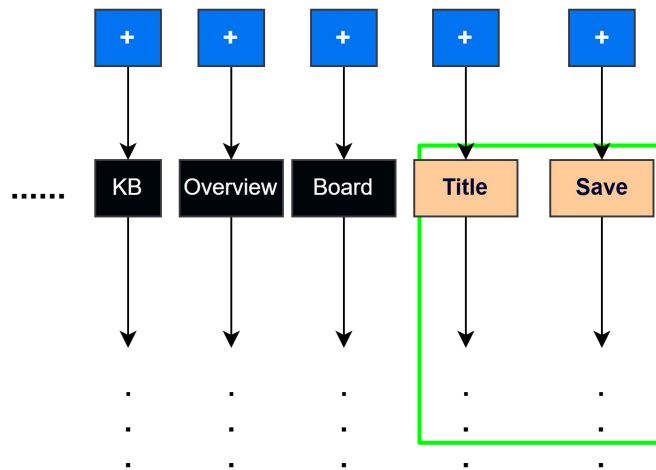 + + + + +
...... KB Overview Board Title Save
. . . . .
. . . . .
. . . . .